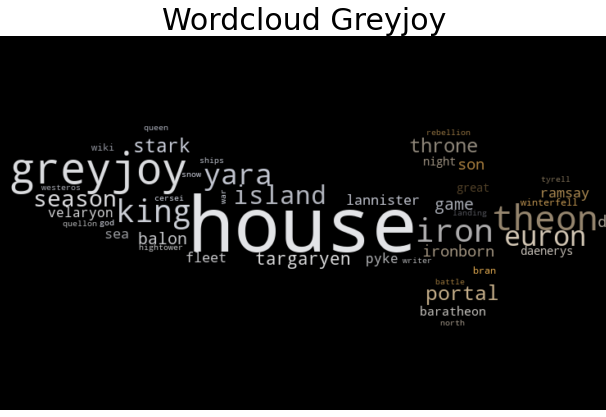 Wordcloud Greyjoy
queen
rebellion
wiki
stark
throne
ships
night
son
greyjoy
snow
yara
tyrell
westeros
great
ramsay
season
cersei
war
island
lannister
game
winterfell
velaryon
king
house
landing
theon
d
quellon
god
iron
euron
sea
balon
hightower
ironborn
daenerys
fleet
targaryen
pyke
writer
bran
battle
portal
baratheon
north